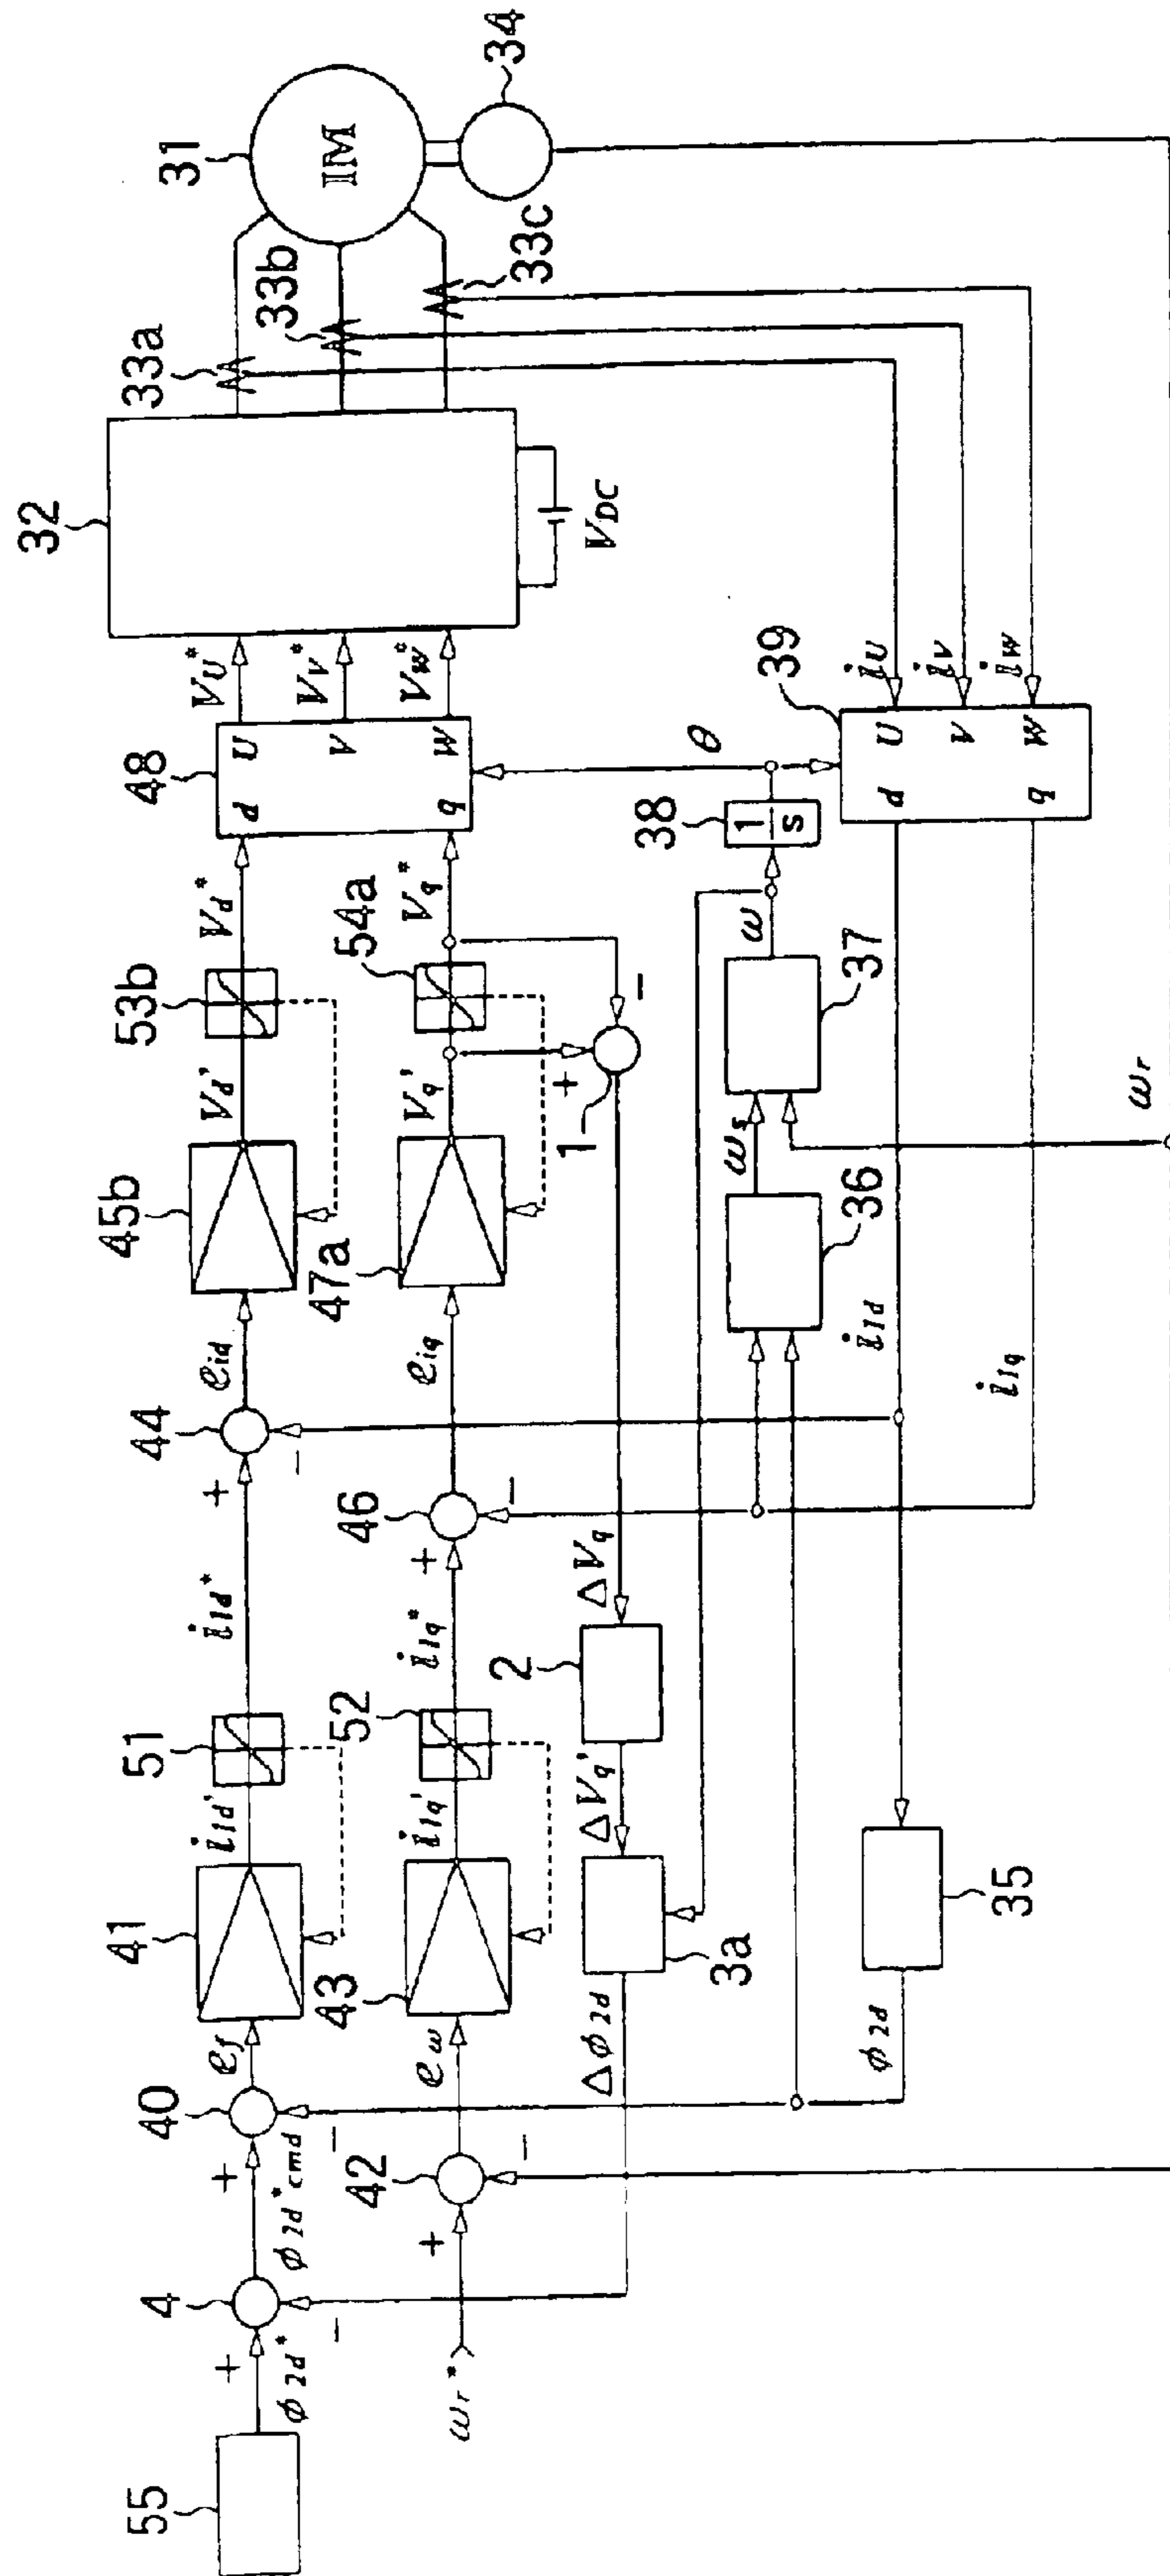 55
ϕ2d*
+
4
−
ϕ2d*cmd
+
40
−
ef
41
i1d'
51
i1d*
+
44
−
eid
45b
Vd'
53b
Vd*
48
d U
V
q W
VU*
VV*
VW*
32
VDC
33a
33b
33c
31
IM
34
ωr*
+
42
−
eω
43
i1q'
52
i1q*
+
46
−
eiq
47a
Vq'
54a
Vq*
+
−
1
ΔVq
2
ΔVq'
3a
Δϕ2d
θ
38
1
s
ω
37
ωs
36
39
d U
V
q W
iU
iV
iW
i1d
i1q
35
ϕ2d
ωr